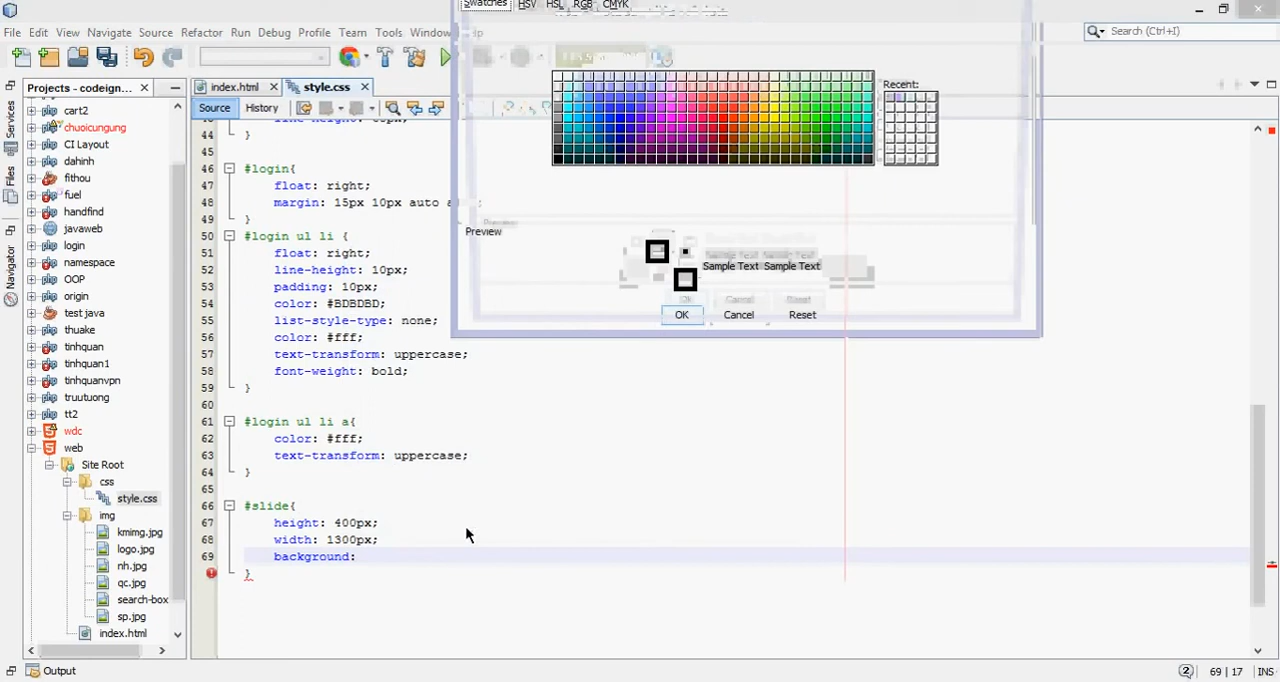 Swatches HSV HSL RGB CMYK
File Edit View Navigate Source Refactor Run Debug Profile Team Tools Window
Search (Ctrl+I)
Projects - codeign...
index.html
style.css
Source History
Recent:
Services
Files
Navigator
cart2
chuoicungung
CI Layout
dahinh
fithou
fuel
handfind
javaweb
login
namespace
OOP
origin
test java
thuake
tinhquan
tinhquan1
tinhquanvpn
truutuong
tt2
wdc
web
Site Root
css
style.css
img
kmimg.jpg
logo.jpg
nh.jpg
qc.jpg
search-box
sp.jpg
index.html
44 }
45
46 #login{
47 float: right;
48 margin: 15px 10px auto a
49 }
50 #login ul li {
51 float: right;
52 line-height: 10px;
53 padding: 10px;
54 color: #BDBDBD;
55 list-style-type: none;
56 color: #fff;
57 text-transform: uppercase;
58 font-weight: bold;
59 }
60
61 #login ul li a{
62 color: #fff;
63 text-transform: uppercase;
64 }
65
66 #slide{
67 height: 400px;
68 width: 1300px;
69 background:
}
Preview
Sample Text Sample Text
OK Cancel Reset
Output
2
69 | 17 INS